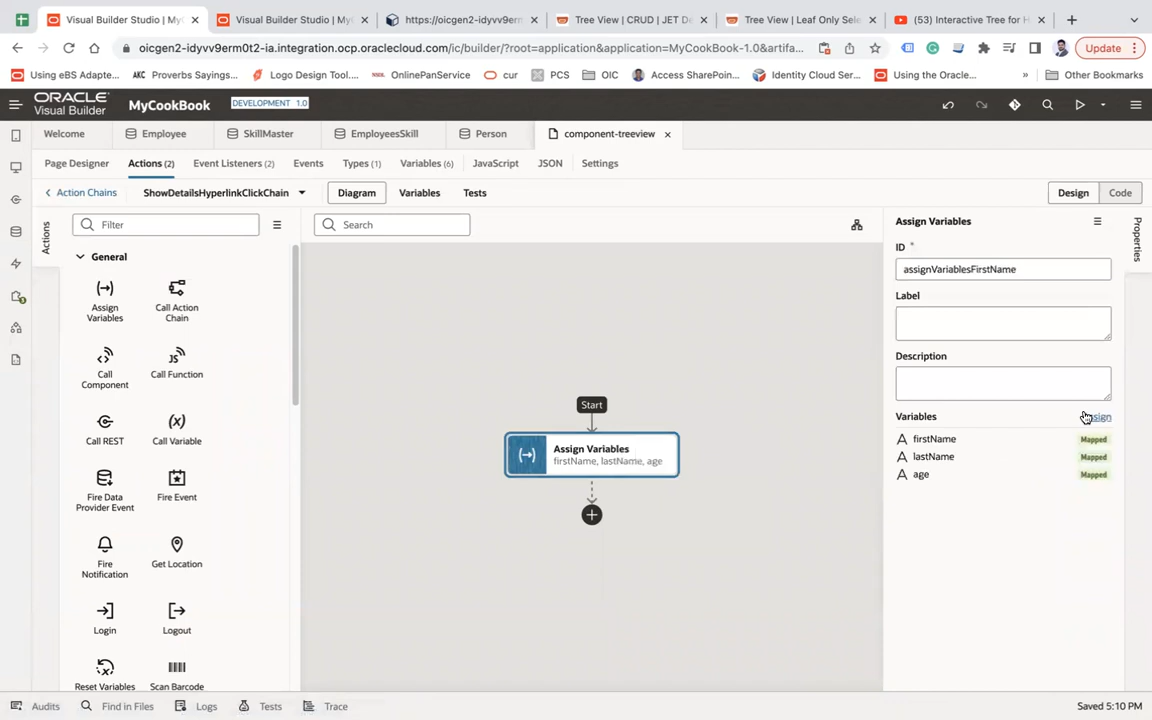 Visual Builder Studio | MyC
Visual Builder Studio | MyC
https://oicgen2-idyvv9erm
Tree View | CRUD | JET De
Tree View | Leaf Only Sele
(53) Interactive Tree for H
oicgen2-idyvv9erm0t2-ia.integration.ocp.oraclecloud.com/ic/builder/?root=application&application=MyCookBook-1.0&artifa...
Update
Using eBS Adapte...
AKC Proverbs Sayings...
Logo Design Tool....
OnlinePanService
cur
PCS
OIC
Access SharePoin...
Identity Cloud Ser...
Using the Oracle...
»
Other Bookmarks
ORACLE
Visual Builder
MyCookBook
DEVELOPMENT 1.0
Welcome
Employee
SkillMaster
EmployeesSkill
Person
component-treeview
Page Designer
Actions (2)
Event Listeners (2)
Events
Types (1)
Variables (6)
JavaScript
JSON
Settings
Action Chains
ShowDetailsHyperlinkClickChain
Diagram
Variables
Tests
Design
Code
Actions
Filter
General
Assign
Variables
Call Action
Chain
Call
Component
Call Function
Call REST
Call Variable
Fire Data
Provider Event
Fire Event
Fire
Notification
Get Location
Login
Logout
Reset Variables
Scan Barcode
Search
Start
Assign Variables
firstName, lastName, age
Assign Variables
ID *
assignVariablesFirstName
Label
Description
Variables
firstName
Mapped
lastName
Mapped
age
Mapped
Properties
Audits
Find in Files
Logs
Tests
Trace
Saved 5:10 PM